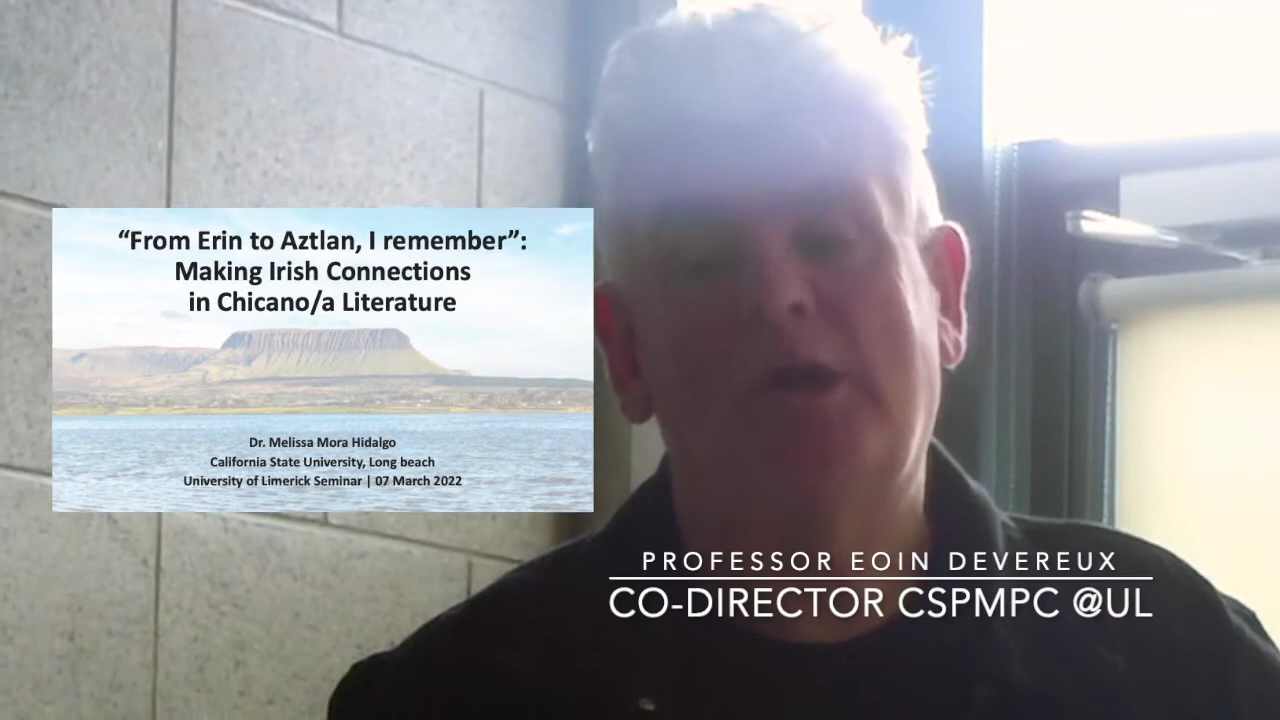 “From Erin to Aztlan, I remember”:
Making Irish Connections
in Chicano/a Literature
Dr. Melissa Mora Hidalgo
California State University, Long beach
University of Limerick Seminar | 07 March 2022
PROFESSOR EOIN DEVEREUX
CO-DIRECTOR CSPMPC @UL